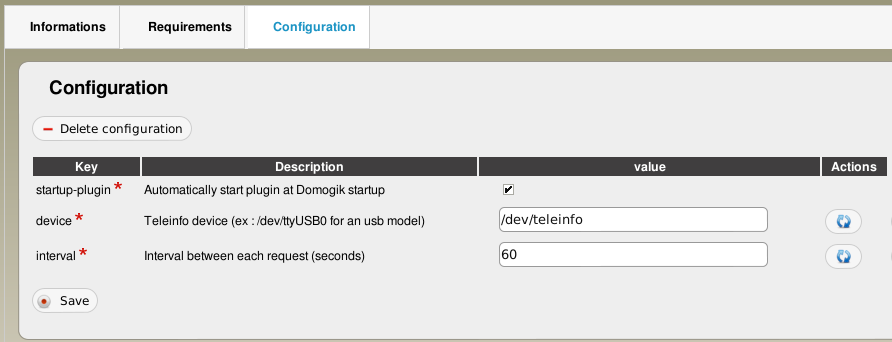 Informations Requirements Configuration
Configuration
Delete configuration
Key Description value Actions
startup-plugin * Automatically start plugin at Domogik startup
device * Teleinfo device (ex : /dev/ttyUSB0 for an usb model) /dev/teleinfo
interval * Interval between each request (seconds) 60
Save